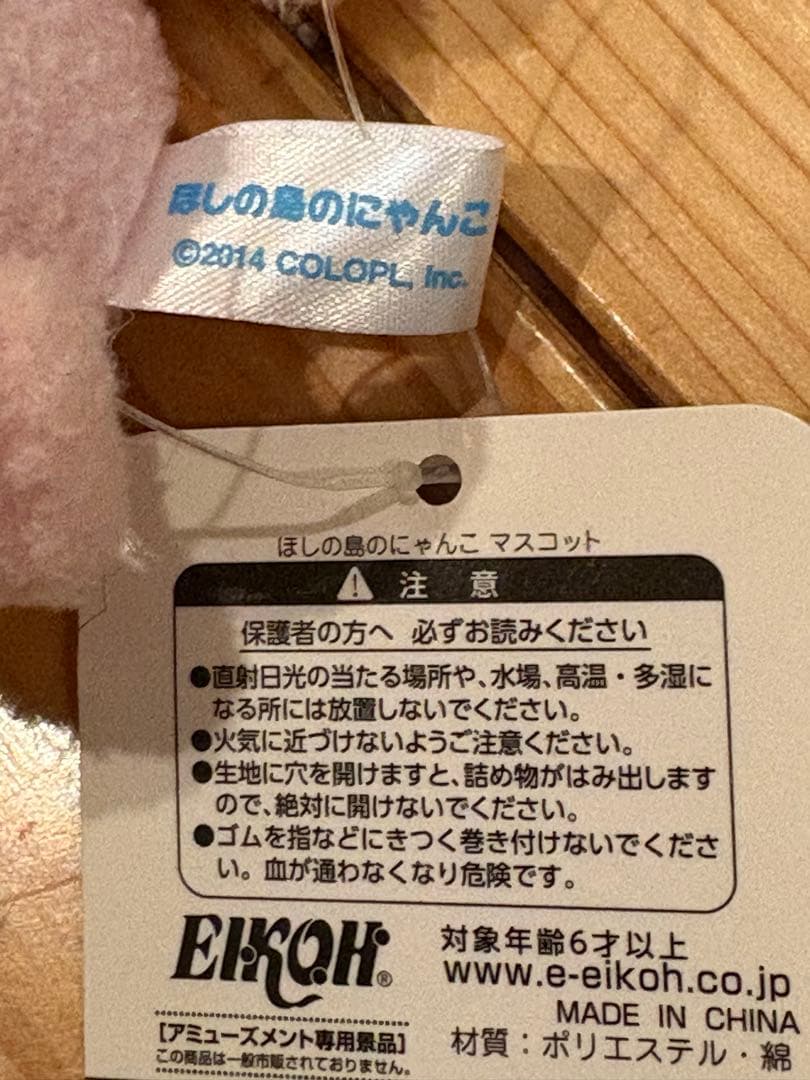 ほしの島のにゃんこ
©2014 COLOPL, Inc.
ほしの島のにゃんこ マスコット
注 意
保護者の方へ 必ずお読みください
●直射日光の当たる場所や、水場、高温・多湿に
なる所には放置しないでください。
●火気に近づけないようご注意ください。
●生地に穴を開けますと、詰め物がはみ出します
ので、絶対に開けないでください。
●ゴムを指などにきつく巻き付けないでくださ
い。血が通わなくなり危険です。
EIKOH®
対象年齢6才以上
www.e-eikoh.co.jp
MADE IN CHINA
材質：ポリエステル・綿
[アミューズメント専用景品]
この商品は一般市販されておりません。